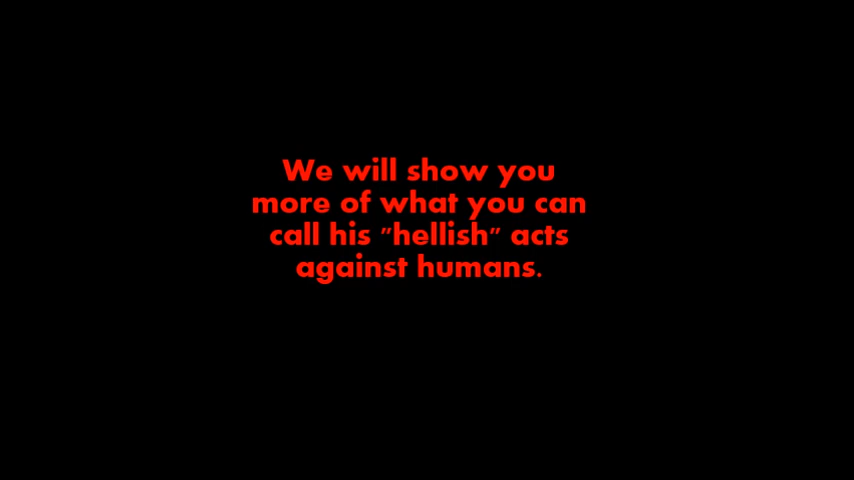 We will show you
more of what you can
call his "hellish" acts
against humans.